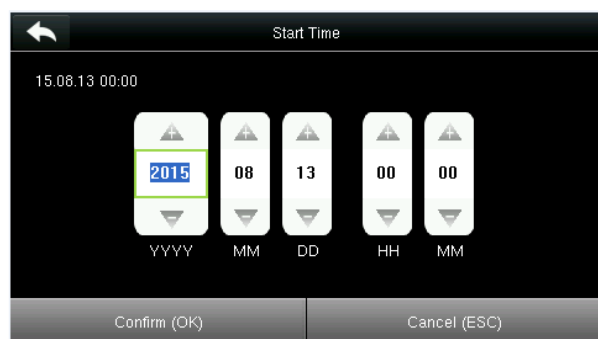 Start Time
15.08.13 00:00
2015 08 13 00 00
YYYY MM DD HH MM
Confirm (OK) Cancel (ESC)